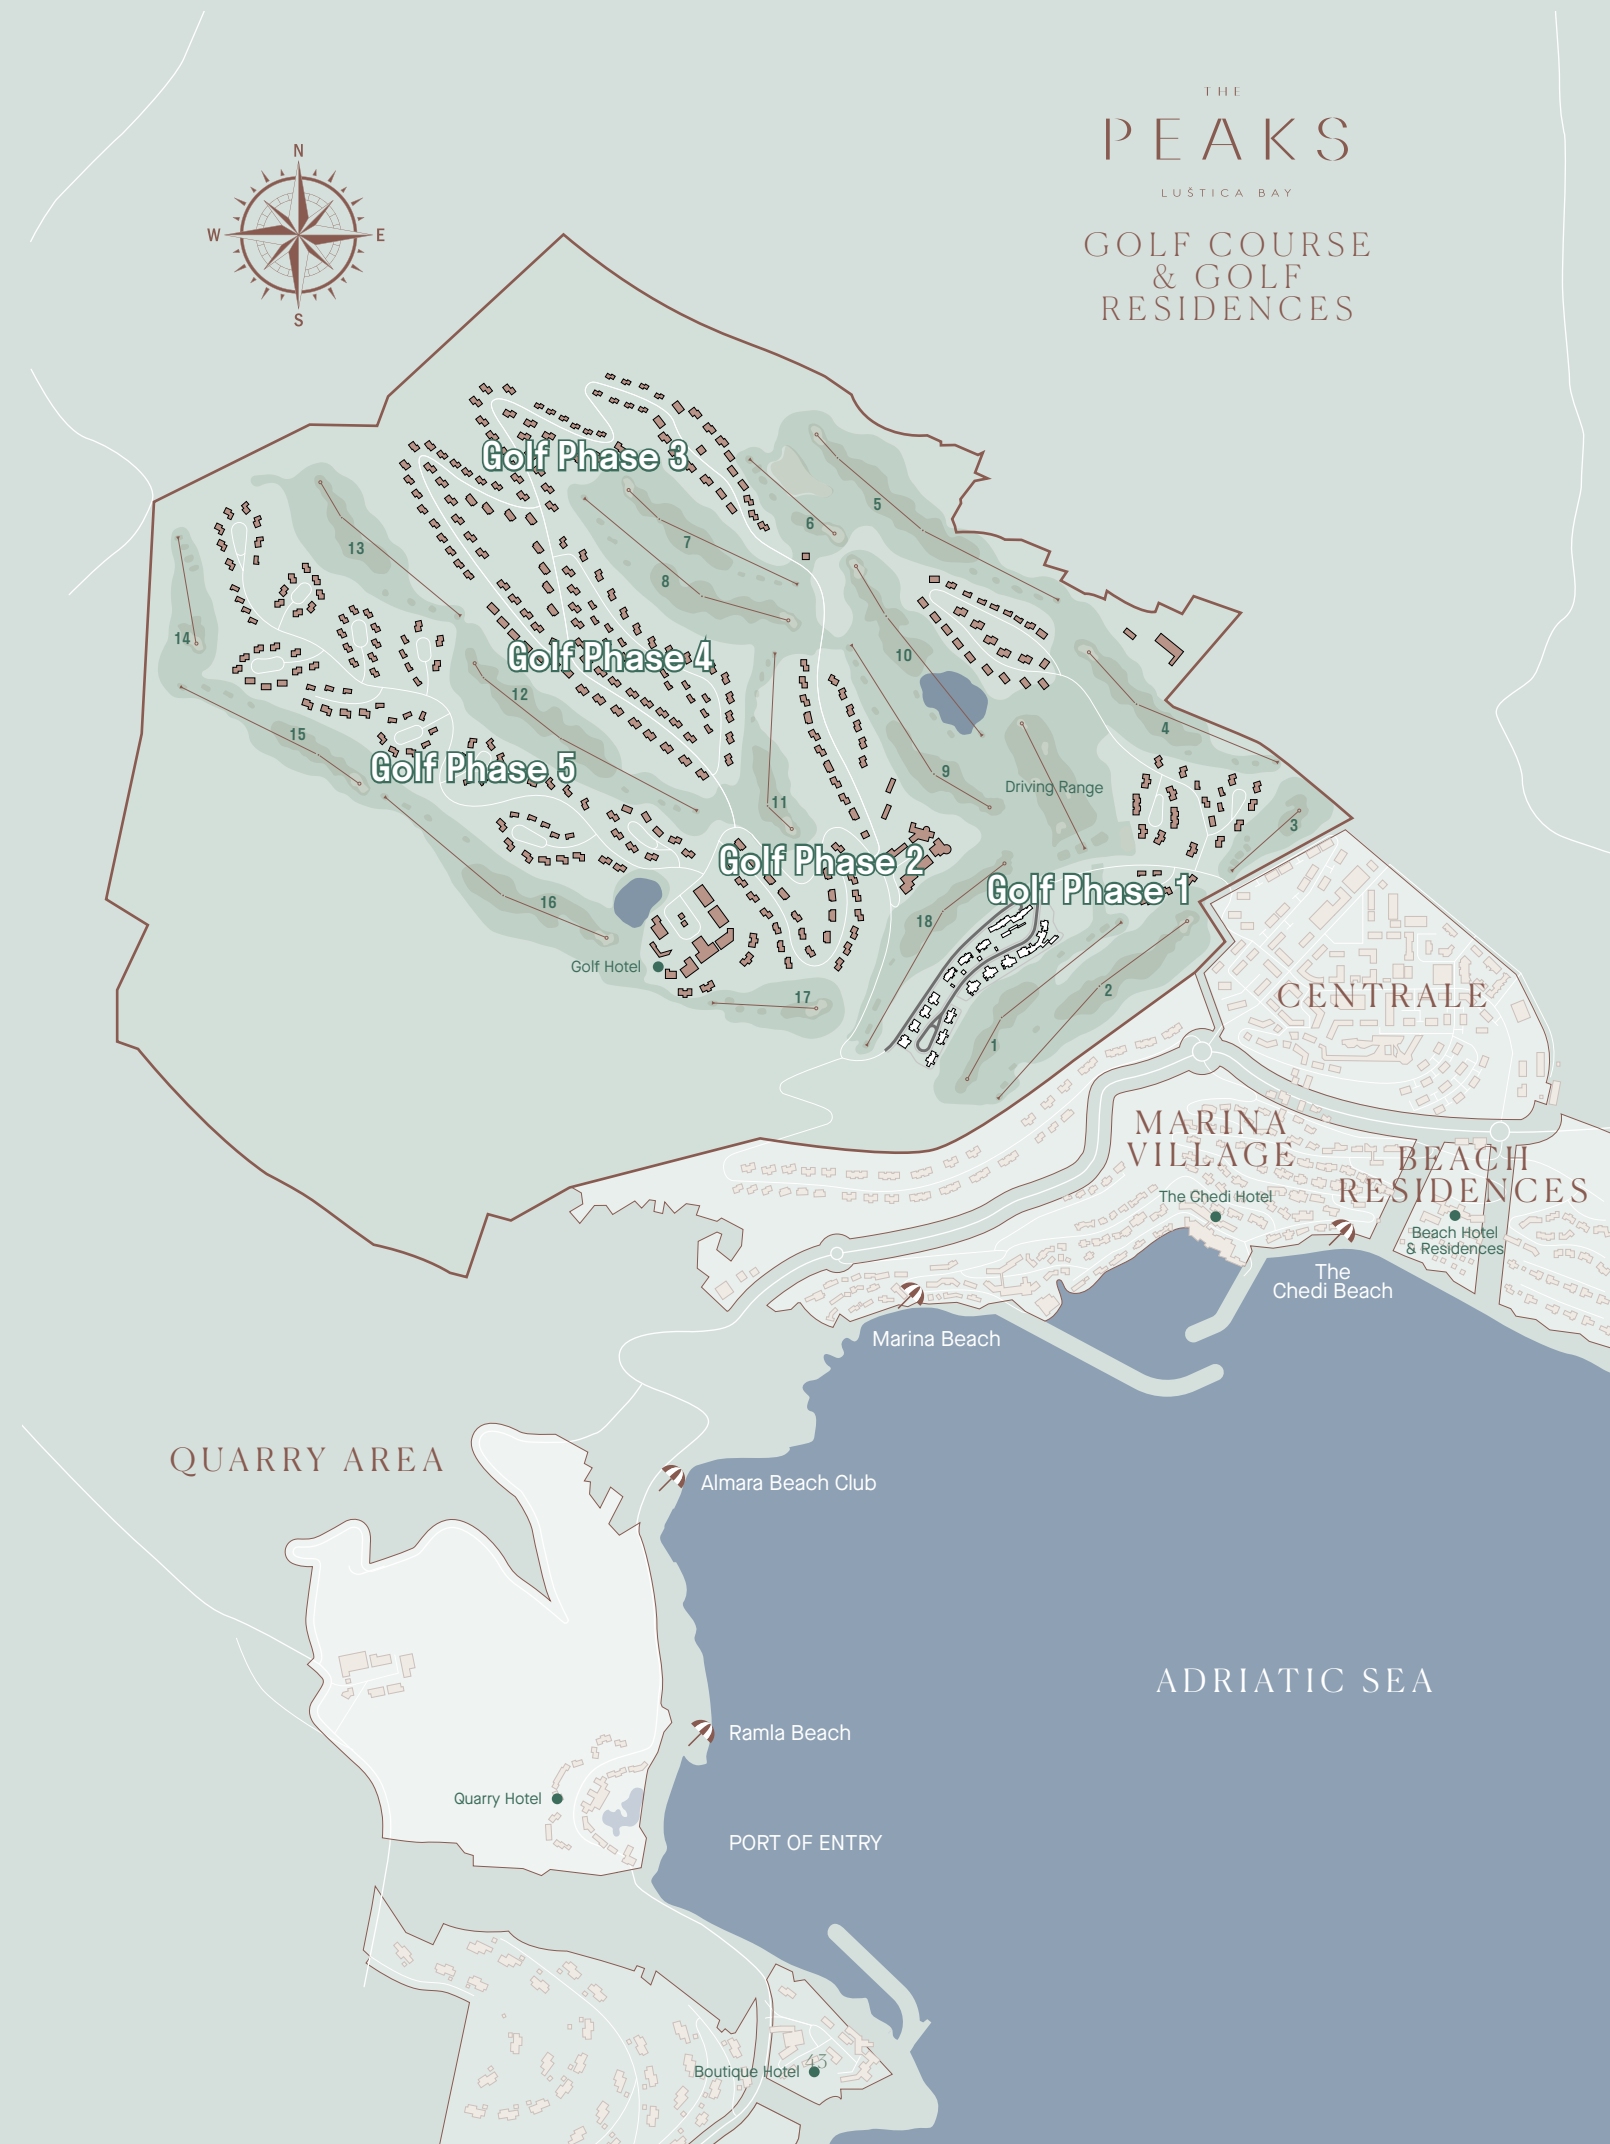 THE
PEAKS
LUŠTICA BAY
GOLF COURSE
& GOLF
RESIDENCES
N
W
E
S
Golf Phase 3
5
6
7
13
8
14
10
Golf Phase 4
12
4
15
9
Golf Phase 5
Driving Range
11
3
Golf Phase 2
Golf Phase 1
16
18
Golf Hotel
2
17
CENTRALE
1
MARINA
VILLAGE
BEACH
RESIDENCES
The Chedi Hotel
Beach Hotel
& Residences
The
Chedi Beach
Marina Beach
QUARRY AREA
Almara Beach Club
ADRIATIC SEA
Ramla Beach
Quarry Hotel
PORT OF ENTRY
43
Boutique Hotel